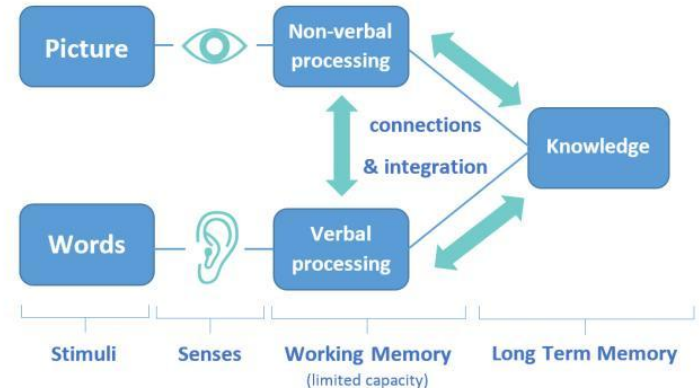 Picture
Non-verbal
processing
connections
& integration
Knowledge
Words
Verbal
processing
Stimuli
Senses
Working Memory
(limited capacity)
Long Term Memory